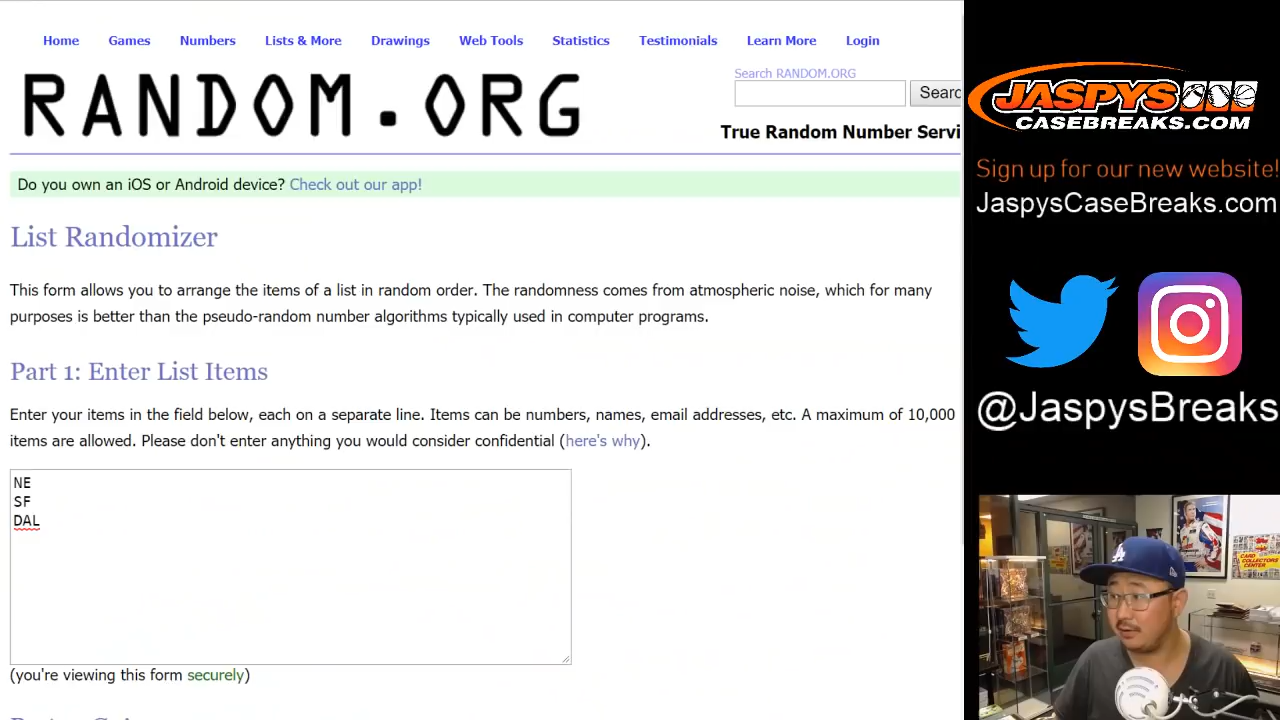 Home Games Numbers Lists & More Drawings Web Tools Statistics Testimonials Learn More Login
RANDOM.ORG
Search RANDOM.ORG
Searc
True Random Number Servi
Do you own an iOS or Android device? Check out our app!
List Randomizer
This form allows you to arrange the items of a list in random order. The randomness comes from atmospheric noise, which for many
purposes is better than the pseudo-random number algorithms typically used in computer programs.
Part 1: Enter List Items
Enter your items in the field below, each on a separate line. Items can be numbers, names, email addresses, etc. A maximum of 10,000
items are allowed. Please don't enter anything you would consider confidential (here's why).
NE
SF
DAL
(you're viewing this form securely)
JASPYS
CASEBREAKS.COM
Sign up for our new website!
JaspysCaseBreaks.com
@JaspysBreaks
LA
CARD
COLLECTORS
CENTER